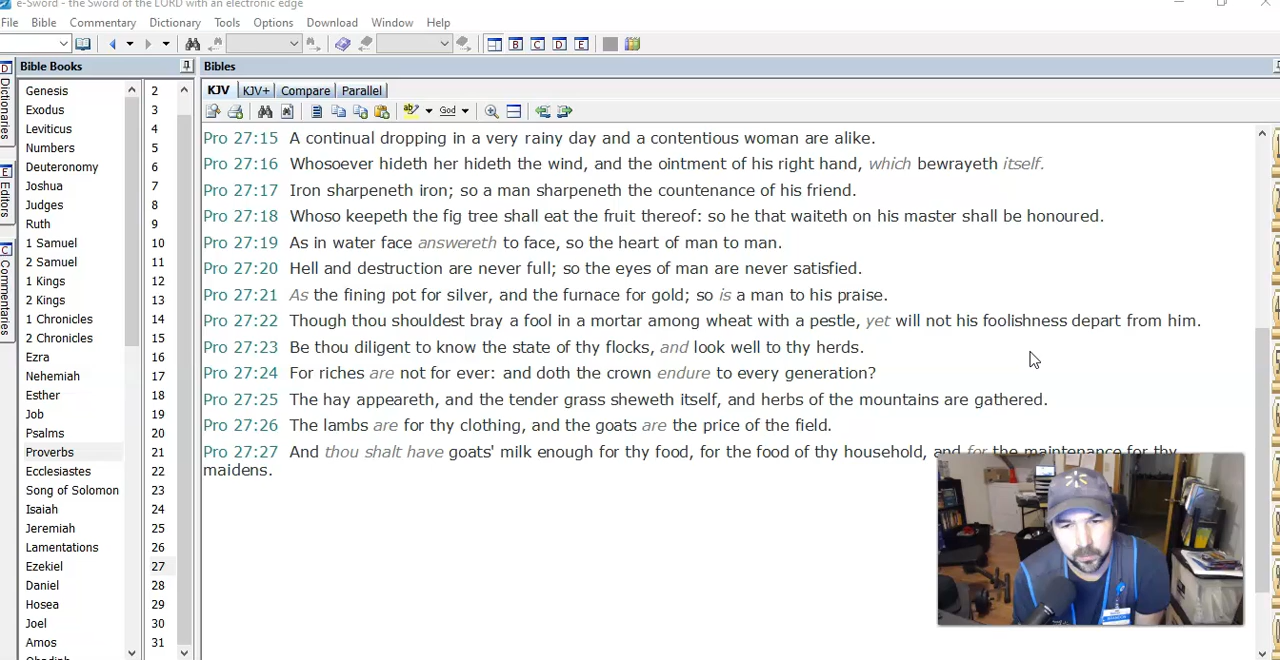 e-Sword - the Sword of the LORD with an electronic edge
File Bible Commentary Dictionary Tools Options Download Window Help
B C D E
Bible Books
Bibles
D Dictionaries
E Editors
C Commentaries
KJV KJV+ Compare Parallel
God
Genesis 2
Exodus 3
Leviticus 4
Numbers 5
Deuteronomy 6
Joshua 7
Judges 8
Ruth 9
1 Samuel 10
2 Samuel 11
1 Kings 12
2 Kings 13
1 Chronicles 14
2 Chronicles 15
Ezra 16
Nehemiah 17
Esther 18
Job 19
Psalms 20
Proverbs 21
Ecclesiastes 22
Song of Solomon 23
Isaiah 24
Jeremiah 25
Lamentations 26
Ezekiel 27
Daniel 28
Hosea 29
Joel 30
Amos 31
Obadiah
Pro 27:15 A continual dropping in a very rainy day and a contentious woman are alike.
Pro 27:16 Whosoever hideth her hideth the wind, and the ointment of his right hand, which bewrayeth itself.
Pro 27:17 Iron sharpeneth iron; so a man sharpeneth the countenance of his friend.
Pro 27:18 Whoso keepeth the fig tree shall eat the fruit thereof: so he that waiteth on his master shall be honoured.
Pro 27:19 As in water face answereth to face, so the heart of man to man.
Pro 27:20 Hell and destruction are never full; so the eyes of man are never satisfied.
Pro 27:21 As the fining pot for silver, and the furnace for gold; so is a man to his praise.
Pro 27:22 Though thou shouldest bray a fool in a mortar among wheat with a pestle, yet will not his foolishness depart from him.
Pro 27:23 Be thou diligent to know the state of thy flocks, and look well to thy herds.
Pro 27:24 For riches are not for ever: and doth the crown endure to every generation?
Pro 27:25 The hay appeareth, and the tender grass sheweth itself, and herbs of the mountains are gathered.
Pro 27:26 The lambs are for thy clothing, and the goats are the price of the field.
Pro 27:27 And thou shalt have goats' milk enough for thy food, for the food of thy household, and for the maintenance for thy
maidens.